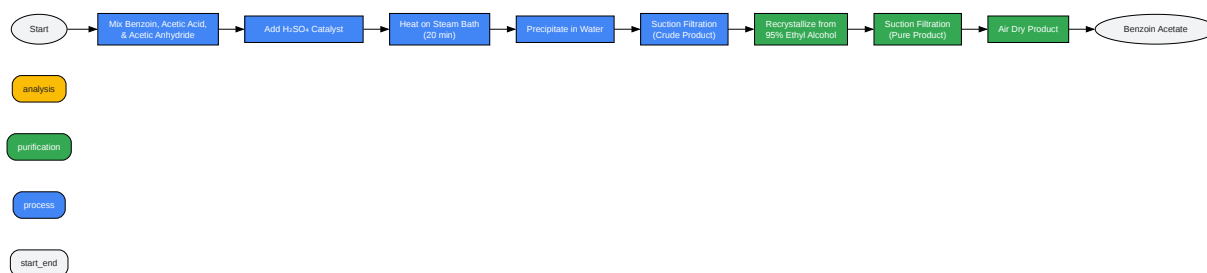 Start
Mix Benzoin, Acetic Acid,
& Acetic Anhydride
Add H₂SO₄ Catalyst
Heat on Steam Bath
(20 min)
Precipitate in Water
Suction Filtration
(Crude Product)
Recrystallize from
95% Ethyl Alcohol
Suction Filtration
(Pure Product)
Air Dry Product
Benzoin Acetate
analysis
purification
process
start_end